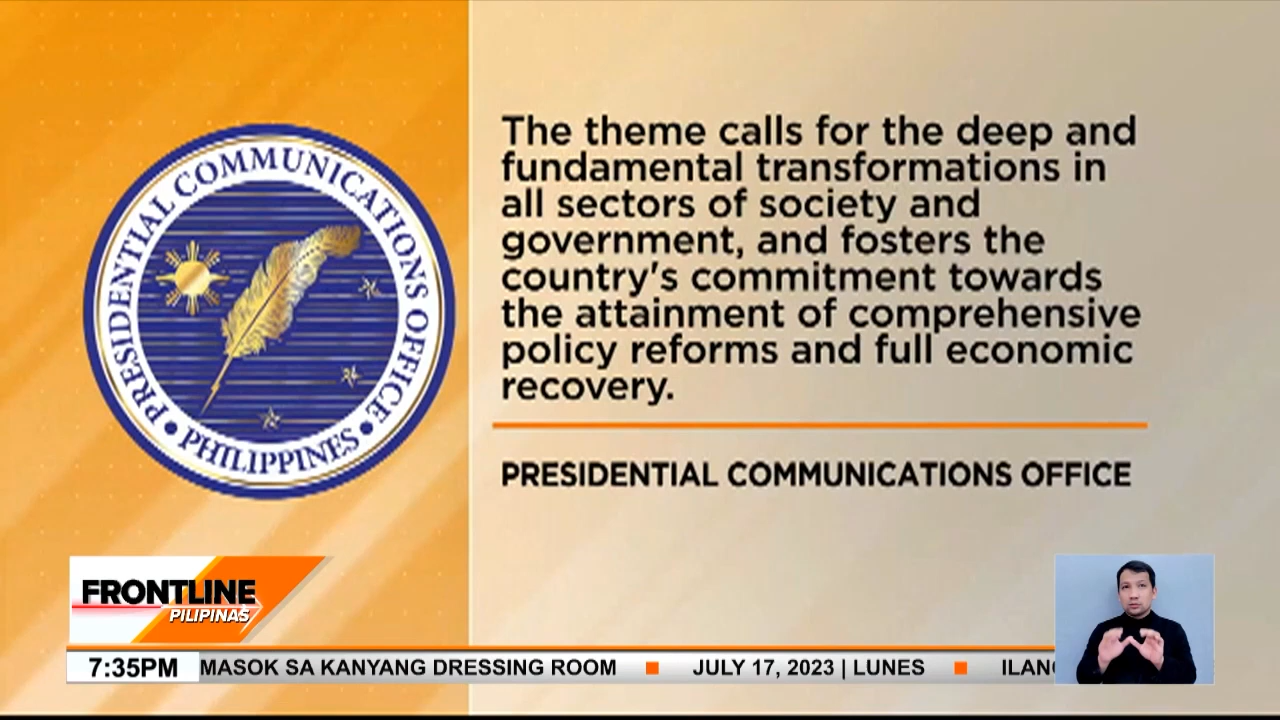 PRESIDENTIAL COMMUNICATIONS OFFICE
• PHILIPPINES •
The theme calls for the deep and
fundamental transformations in
all sectors of society and
government, and fosters the
country's commitment towards
the attainment of comprehensive
policy reforms and full economic
recovery.
PRESIDENTIAL COMMUNICATIONS OFFICE
FRONTLINE
PILIPINAS
7:35PM MASOK SA KANYANG DRESSING ROOM ■ JULY 17, 2023 | LUNES ■